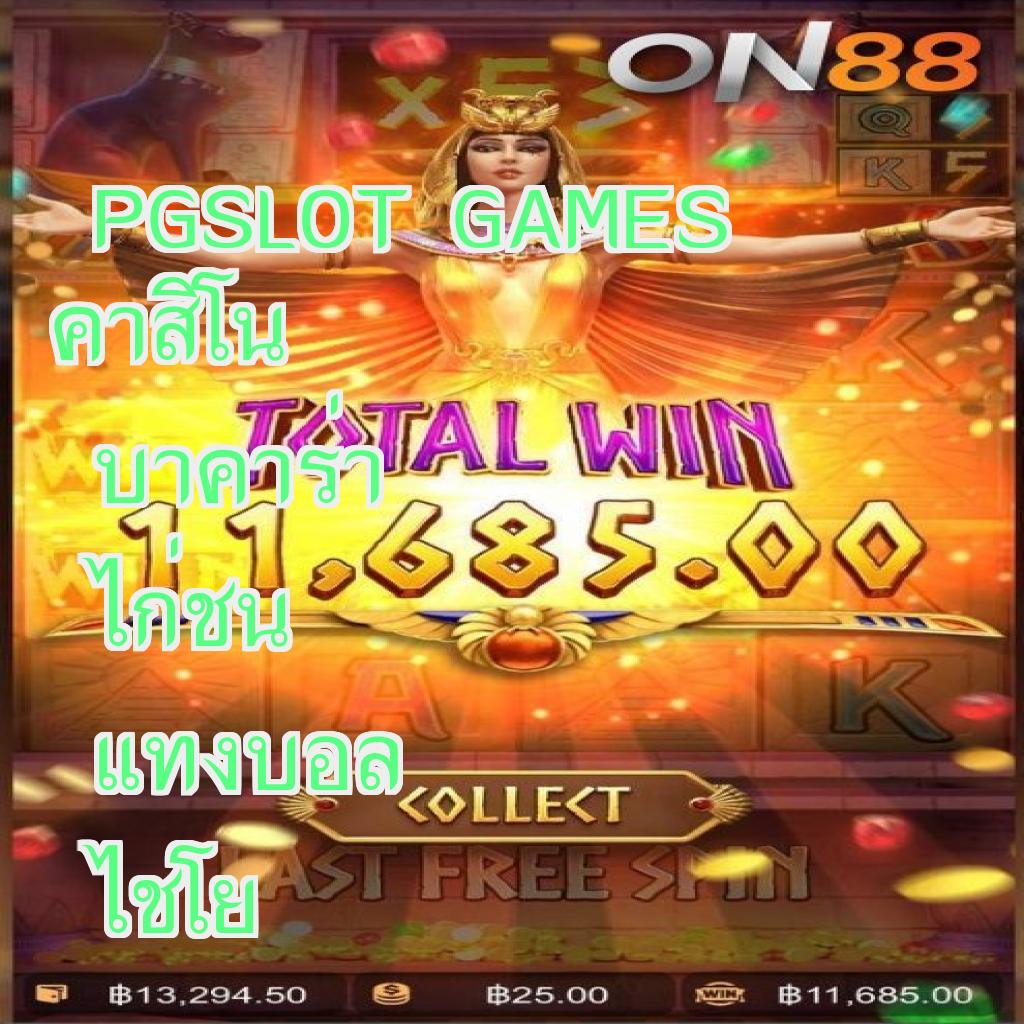 ON88
x53
Q
K 5
PGSLOT GAMES
คาสิโน
TOTAL WIN
บาคาร่า
11,685.00
ไก่ชน
A K
แทงบอล
COLLECT
LAST FREE SPIN
ไชโย
฿13,294.50 ฿25.00 WIN ฿11,685.00